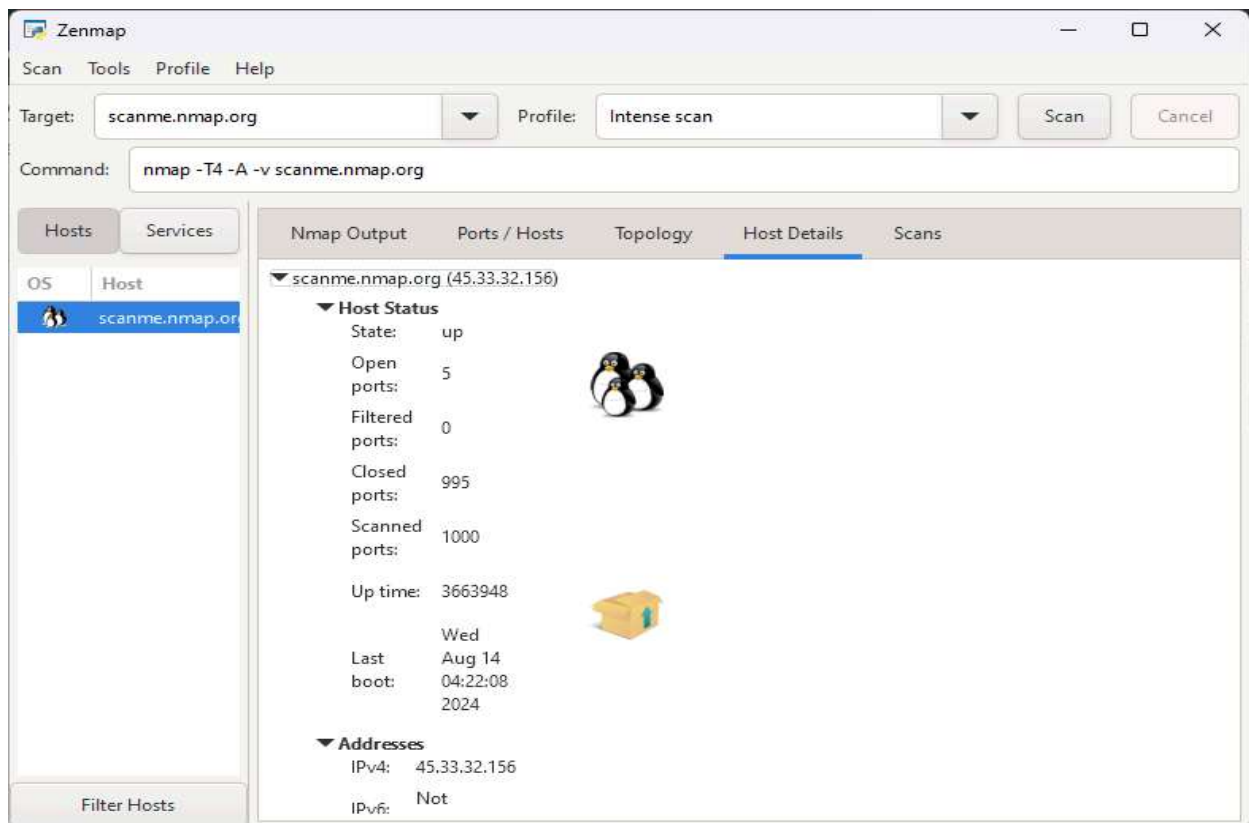 Zenmap
Scan Tools Profile Help
Target: scanme.nmap.org Profile: Intense scan Scan Cancel
Command: nmap -T4 -A -v scanme.nmap.org
Hosts Services
Nmap Output Ports / Hosts Topology Host Details Scans
OS Host
scanme.nmap.or
scanme.nmap.org (45.33.32.156)
Host Status
State: up
Open
ports: 5
Filtered
ports: 0
Closed
ports: 995
Scanned
ports: 1000
Up time: 3663948
Last
boot: Wed
Aug 14
04:22:08
2024
Addresses
IPv4: 45.33.32.156
IPv6: Not
Filter Hosts